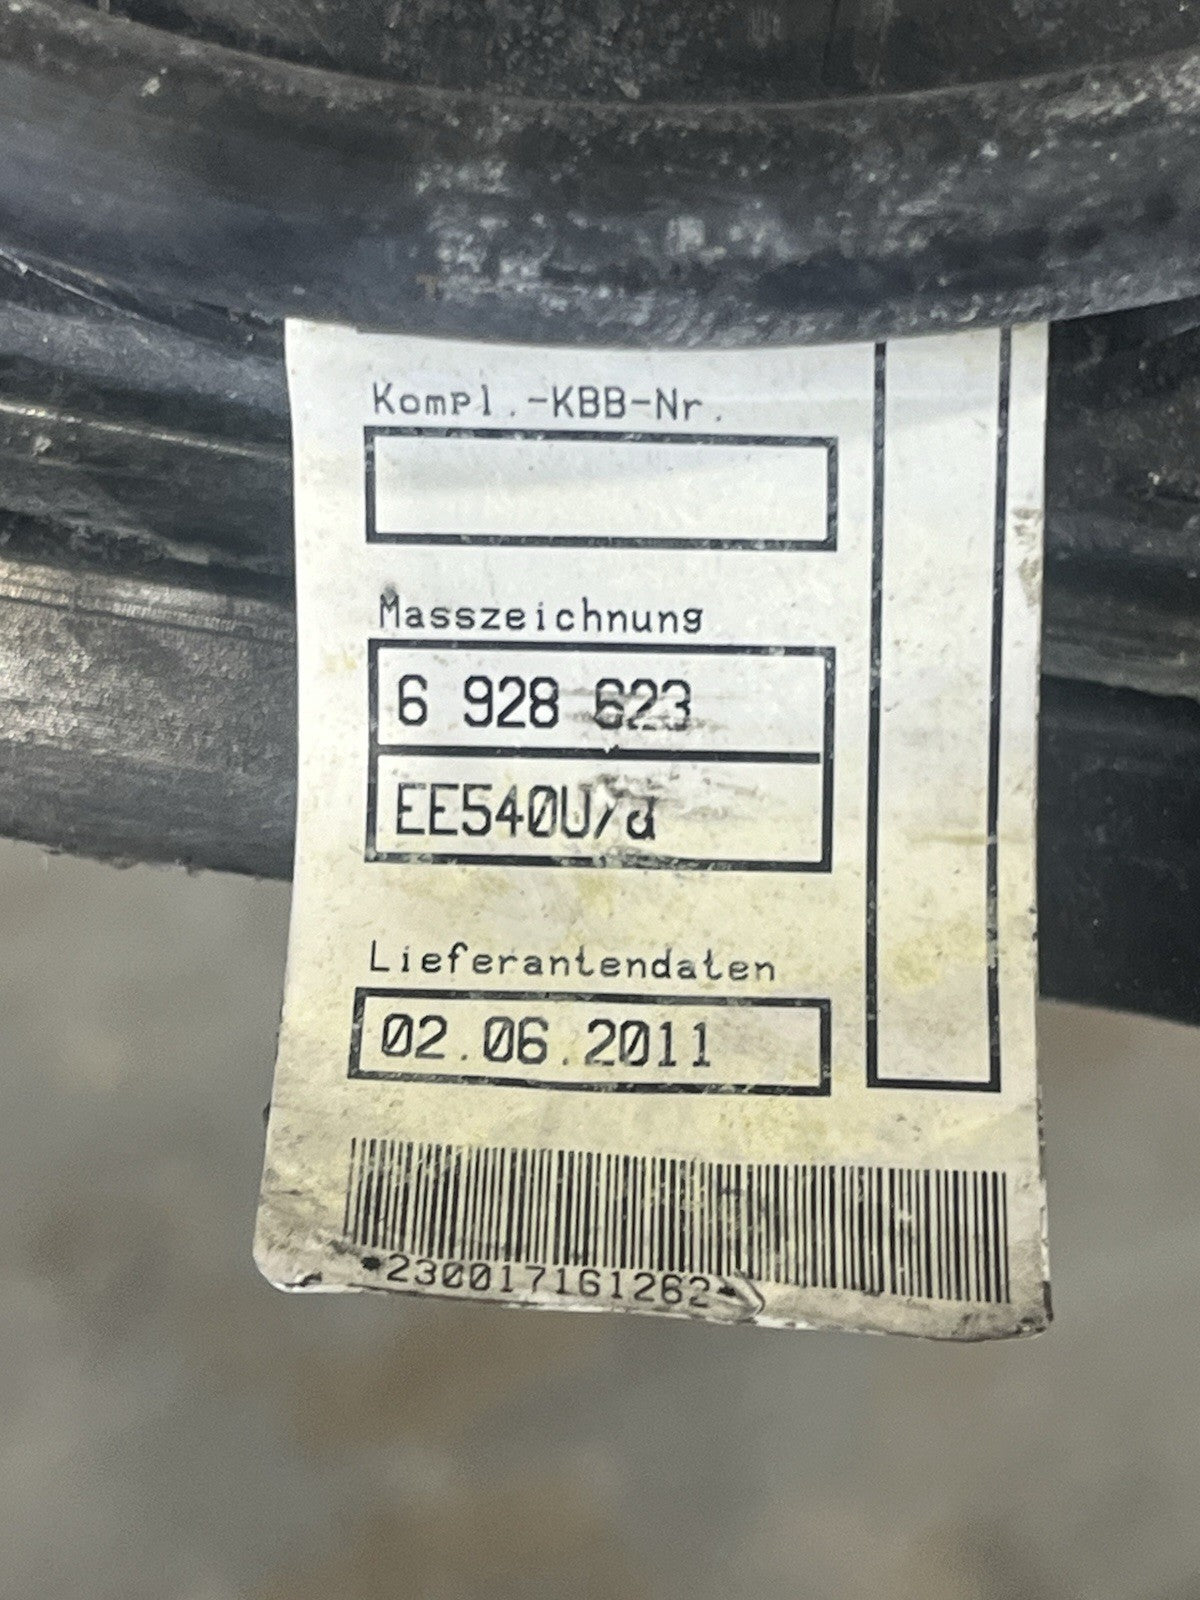 Kompl.-KBB-Nr.
Masszeichnung
6 928 623
EE540U/d
Lieferantendaten
02.06.2011
*230017161262*